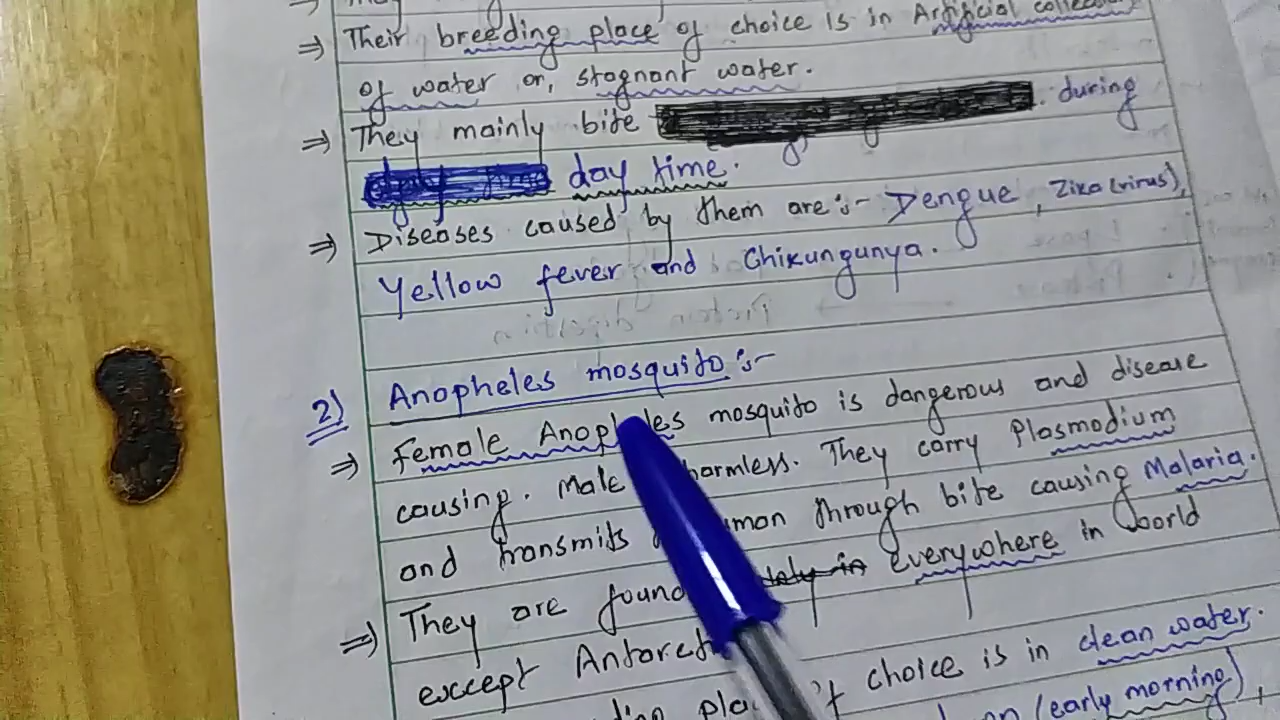 ⇒ Their breeding place of choice is in Artificial
of water or, stagnant water.
⇒ They mainly bite during
day time.
⇒ Diseases caused by them are :- Dengue, Zika (virus),
Yellow fever and Chikungunya.
2) Anopheles mosquito :-
⇒ Female Anopheles mosquito is dangerous and disease
causing. Male harmless. They carry Plasmodium
and transmits through bite causing Malaria.
⇒ They are found everywhere in World
except
choice is in clean water.
(early morning),